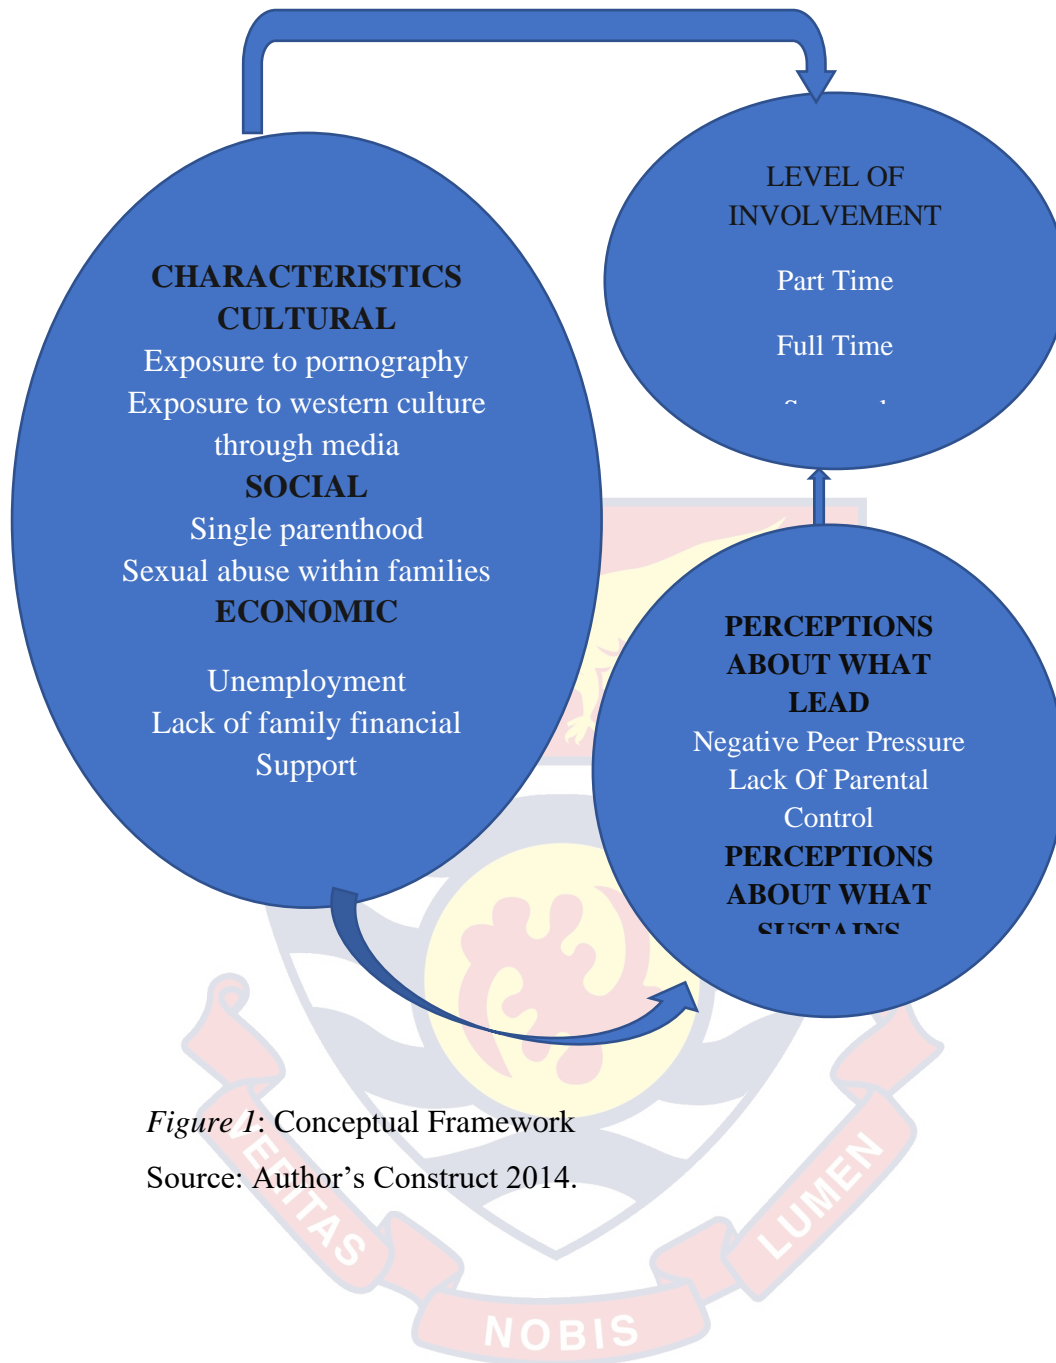 LEVEL OF
INVOLVEMENT
Part Time
Full Time
CHARACTERISTICS
CULTURAL
Exposure to pornography
Exposure to western culture
through media
SOCIAL
Single parenthood
Sexual abuse within families
ECONOMIC
Unemployment
Lack of family financial
Support
PERCEPTIONS
ABOUT WHAT
LEAD
Negative Peer Pressure
Lack Of Parental
Control
PERCEPTIONS
ABOUT WHAT
SUSTAINS
Figure 1: Conceptual Framework
Source: Author’s Construct 2014.
VERITAS
NOBIS
LUMEN